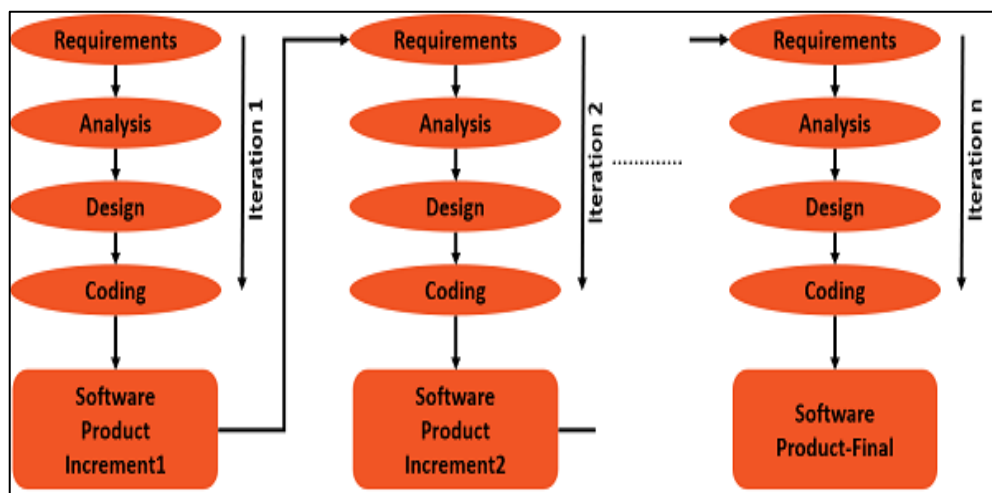 Requirements
Analysis
Design
Coding
Software
Product
Increment1
Iteration 1
Requirements
Analysis
Design
Coding
Software
Product
Increment2
Iteration 2
.............
Requirements
Analysis
Design
Coding
Software
Product-Final
Iteration n